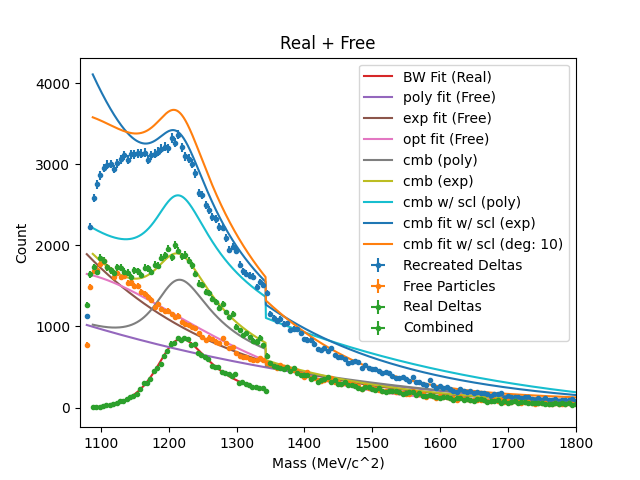 Real + Free
4000
3000
2000
1000
0
Count
1100
1200
1300
1400
1500
1600
1700
1800
Mass (MeV/c^2)
BW Fit (Real)
poly fit (Free)
exp fit (Free)
opt fit (Free)
cmb (poly)
cmb (exp)
cmb w/ scl (poly)
cmb fit w/ scl (exp)
cmb fit w/ scl (deg: 10)
Recreated Deltas
Free Particles
Real Deltas
Combined